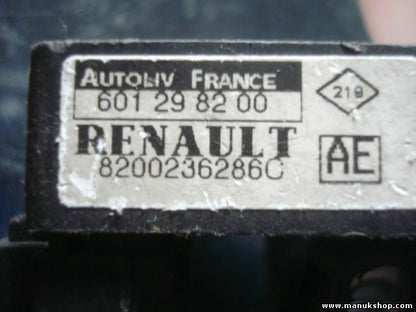 AUTOLIV FRANCE
601 29 82 00
219
RENAULT
8200236286C
AE
www.manukshop.com